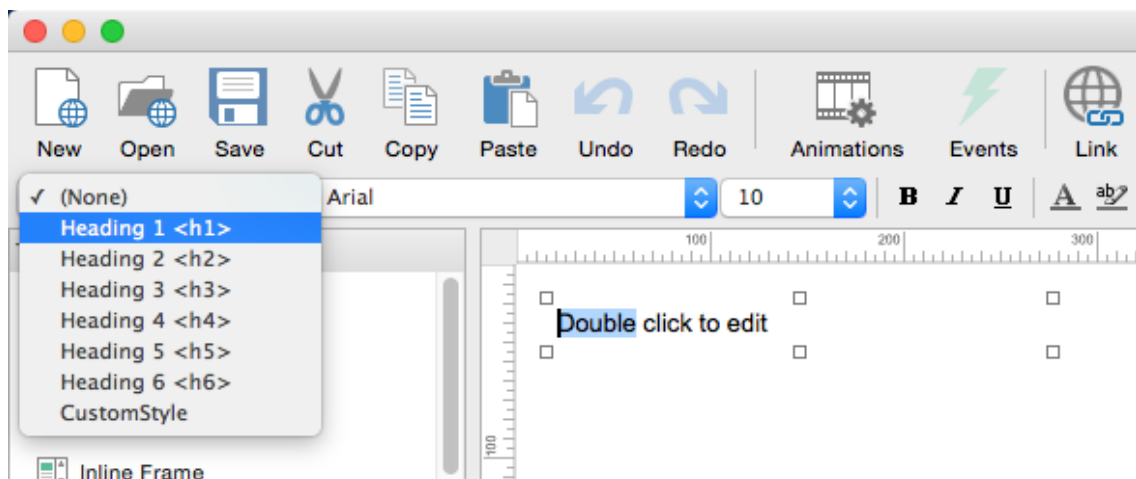 New Open Save Cut Copy Paste Undo Redo Animations Events Link
✓ (None) Arial 10 B I U A ab
Heading 1 <h1>
100 200 300
Heading 2 <h2>
Heading 3 <h3>
Heading 4 <h4>
Double click to edit
Heading 5 <h5>
Heading 6 <h6>
CustomStyle
100
Inline Frame